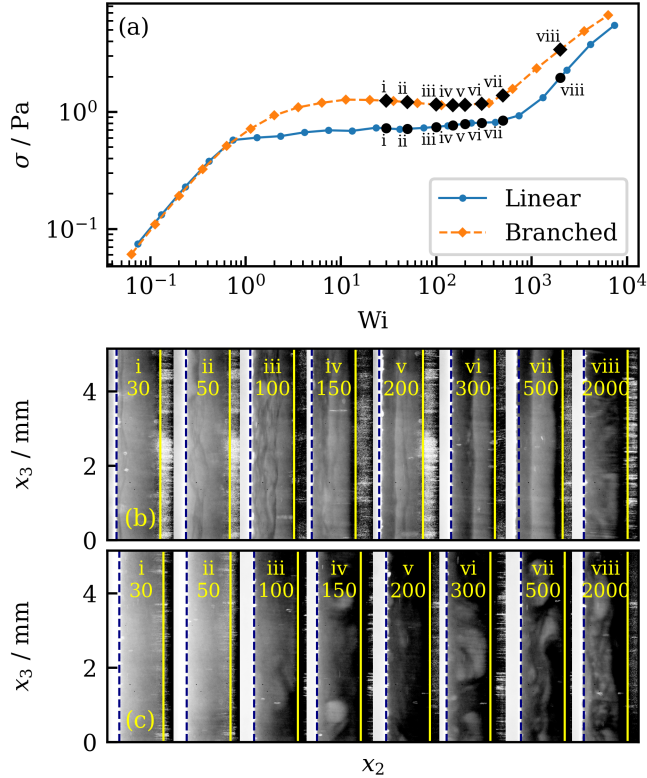 (a)
σ / Pa
10⁰
10⁻¹
i ii iii iv v vi vii viii
i ii iii iv v vi vii viii
Linear
Branched
10⁻¹ 10⁰ 10¹ 10² 10³ 10⁴
Wi
x₃ / mm
4
2
0
i ii iii iv v vi vii viii
30 50 100 150 200 300 500 2000
(b)
x₃ / mm
4
2
0
i ii iii iv v vi vii viii
30 50 100 150 200 300 500 2000
(c)
x₂